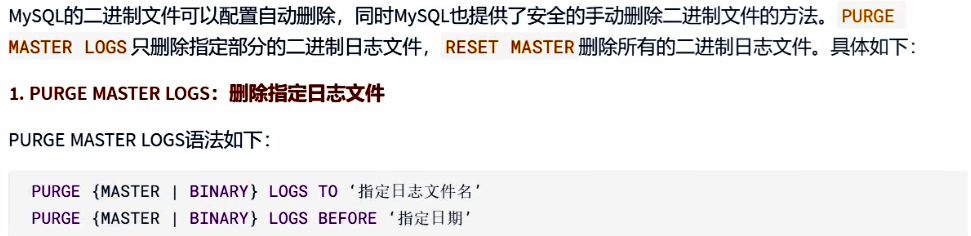 MySQL的二进制文件可以配置自动删除，同时MySQL也提供了安全的手动删除二进制文件的方法。PURGE
MASTER LOGS只删除指定部分的二进制日志文件，RESET MASTER删除所有的二进制日志文件。具体如下：
1. PURGE MASTER LOGS：删除指定日志文件
PURGE MASTER LOGS语法如下：
PURGE {MASTER | BINARY} LOGS TO ‘指定日志文件名’
PURGE {MASTER | BINARY} LOGS BEFORE ‘指定日期’